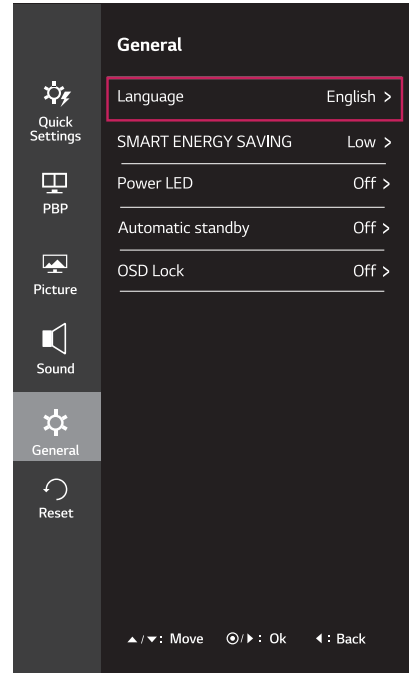 General
Quick
Settings
PBP
Picture
Sound
General
Reset
Language English >
SMART ENERGY SAVING Low >
Power LED Off >
Automatic standby Off >
OSD Lock Off >
▲/▼: Move ◉/▶: Ok ◀: Back